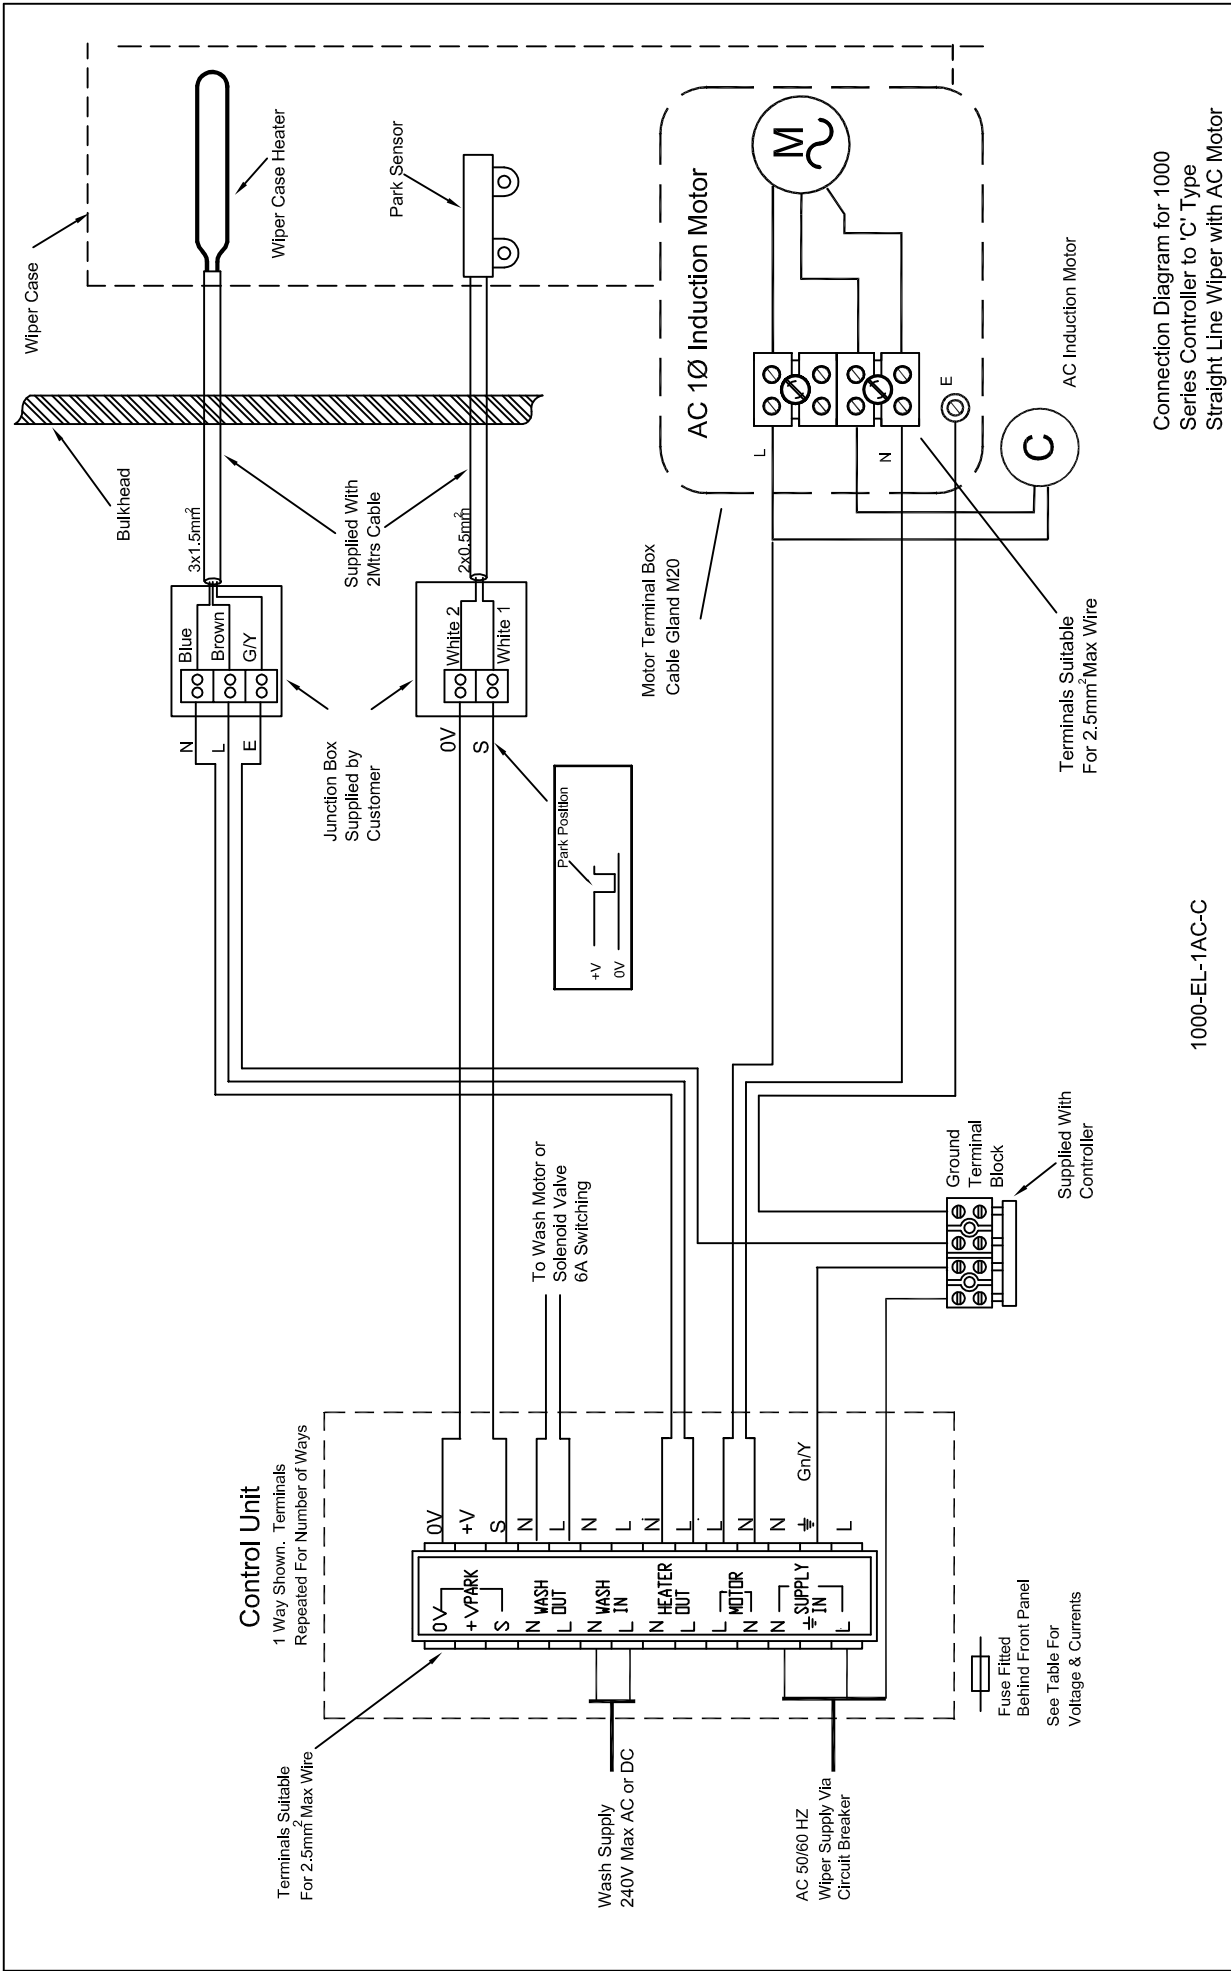 Wiper Case
Bulkhead
Wiper Case Heater
Park Sensor
3x1.5mm²
Supplied With
2Mtrs Cable
2x0.5mm²
Blue
Brown
G/Y
White 2
White 1
N
L
E
0V
S
Junction Box
Supplied by
Customer
Park Position
+V
0V
AC 1Ø Induction Motor
M
L
N
E
C
AC Induction Motor
Motor Terminal Box
Cable Gland M20
Terminals Suitable
For 2.5mm² Max Wire
Control Unit
1 Way Shown. Terminals
Repeated For Number of Ways
To Wash Motor or
Solenoid Valve
6A Switching
0V
+V
S
N
L
N
L
N
L
L
N
N
L
Gn/Y
0V
+V PARK
S
N WASH
L OUT
N WASH
L IN
N HEATER
L OUT
L MOTOR
N
N SUPPLY
IN
L
Ground
Terminal
Block
Supplied With
Controller
Terminals Suitable
For 2.5mm² Max Wire
Wash Supply
240V Max AC or DC
AC 50/60 HZ
Wiper Supply Via
Circuit Breaker
Fuse Fitted
Behind Front Panel
See Table For
Voltage & Currents
1000-EL-1AC-C
Connection Diagram for 1000
Series Controller to 'C' Type
Straight Line Wiper with AC Motor